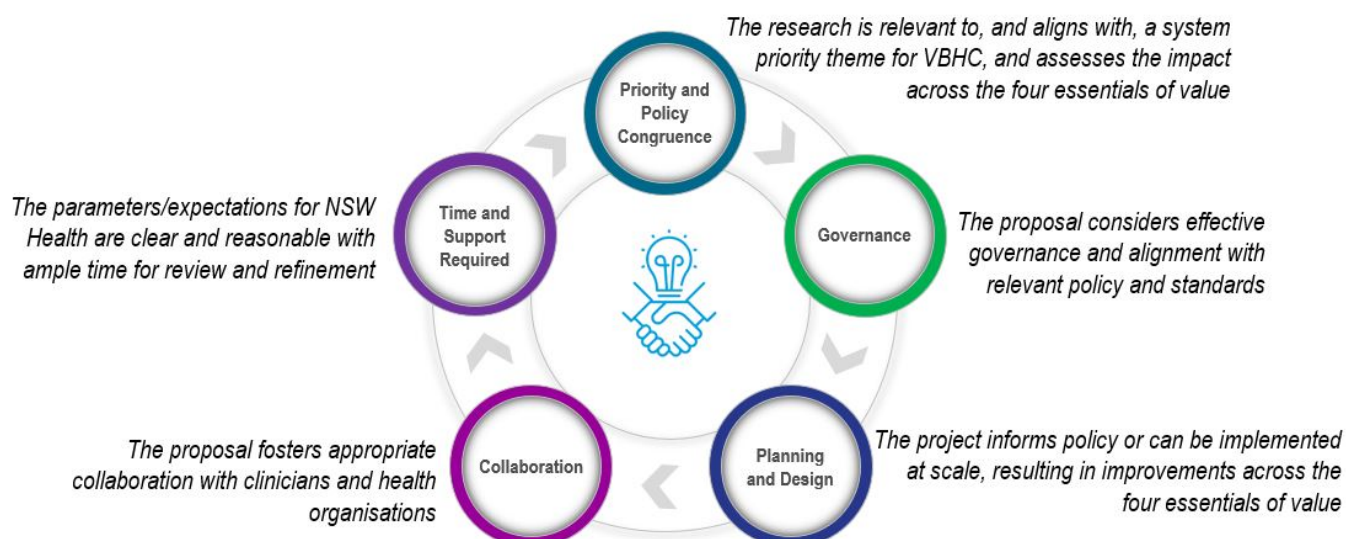 The research is relevant to, and aligns with, a system
priority theme for VBHC, and assesses the impact
across the four essentials of value
Priority and
Policy
Congruence
Governance
The proposal considers effective
governance and alignment with
relevant policy and standards
Planning
and Design
The project informs policy or can be implemented
at scale, resulting in improvements across the
four essentials of value
Collaboration
The proposal fosters appropriate
collaboration with clinicians and health
organisations
Time and
Support
Required
The parameters/expectations for NSW
Health are clear and reasonable with
ample time for review and refinement